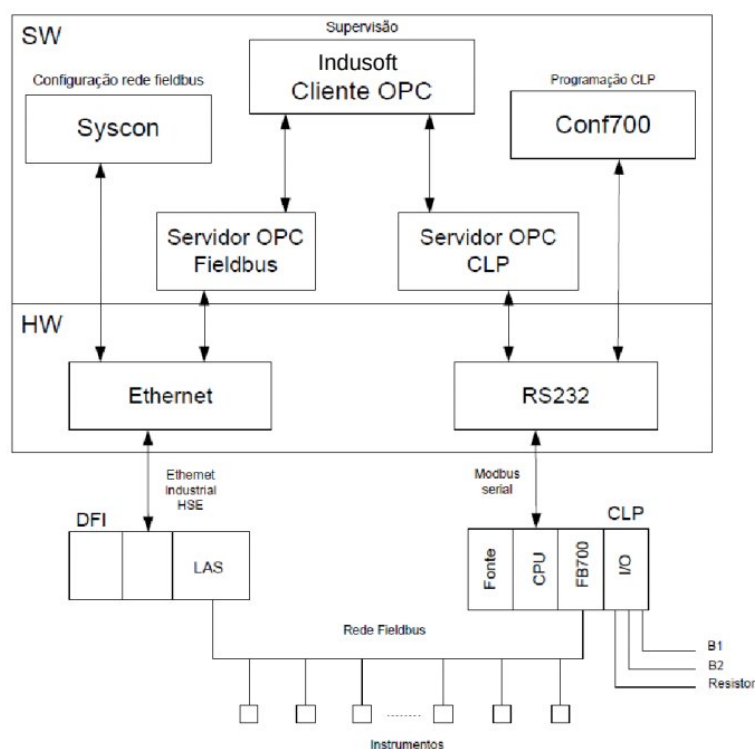 SW
Supervisão
Indusoft
Cliente OPC
Configuração rede fieldbus
Syscon
Programação CLP
Conf700
Servidor OPC
Fieldbus
Servidor OPC
CLP
HW
Ethernet
RS232
Ethernet
Industrial
HSE
Modbus
serial
DFI
CLP
LAS
Fonte
CPU
FB700
I/O
Rede Fieldbus
B1
B2
Resistor
Instrumentos